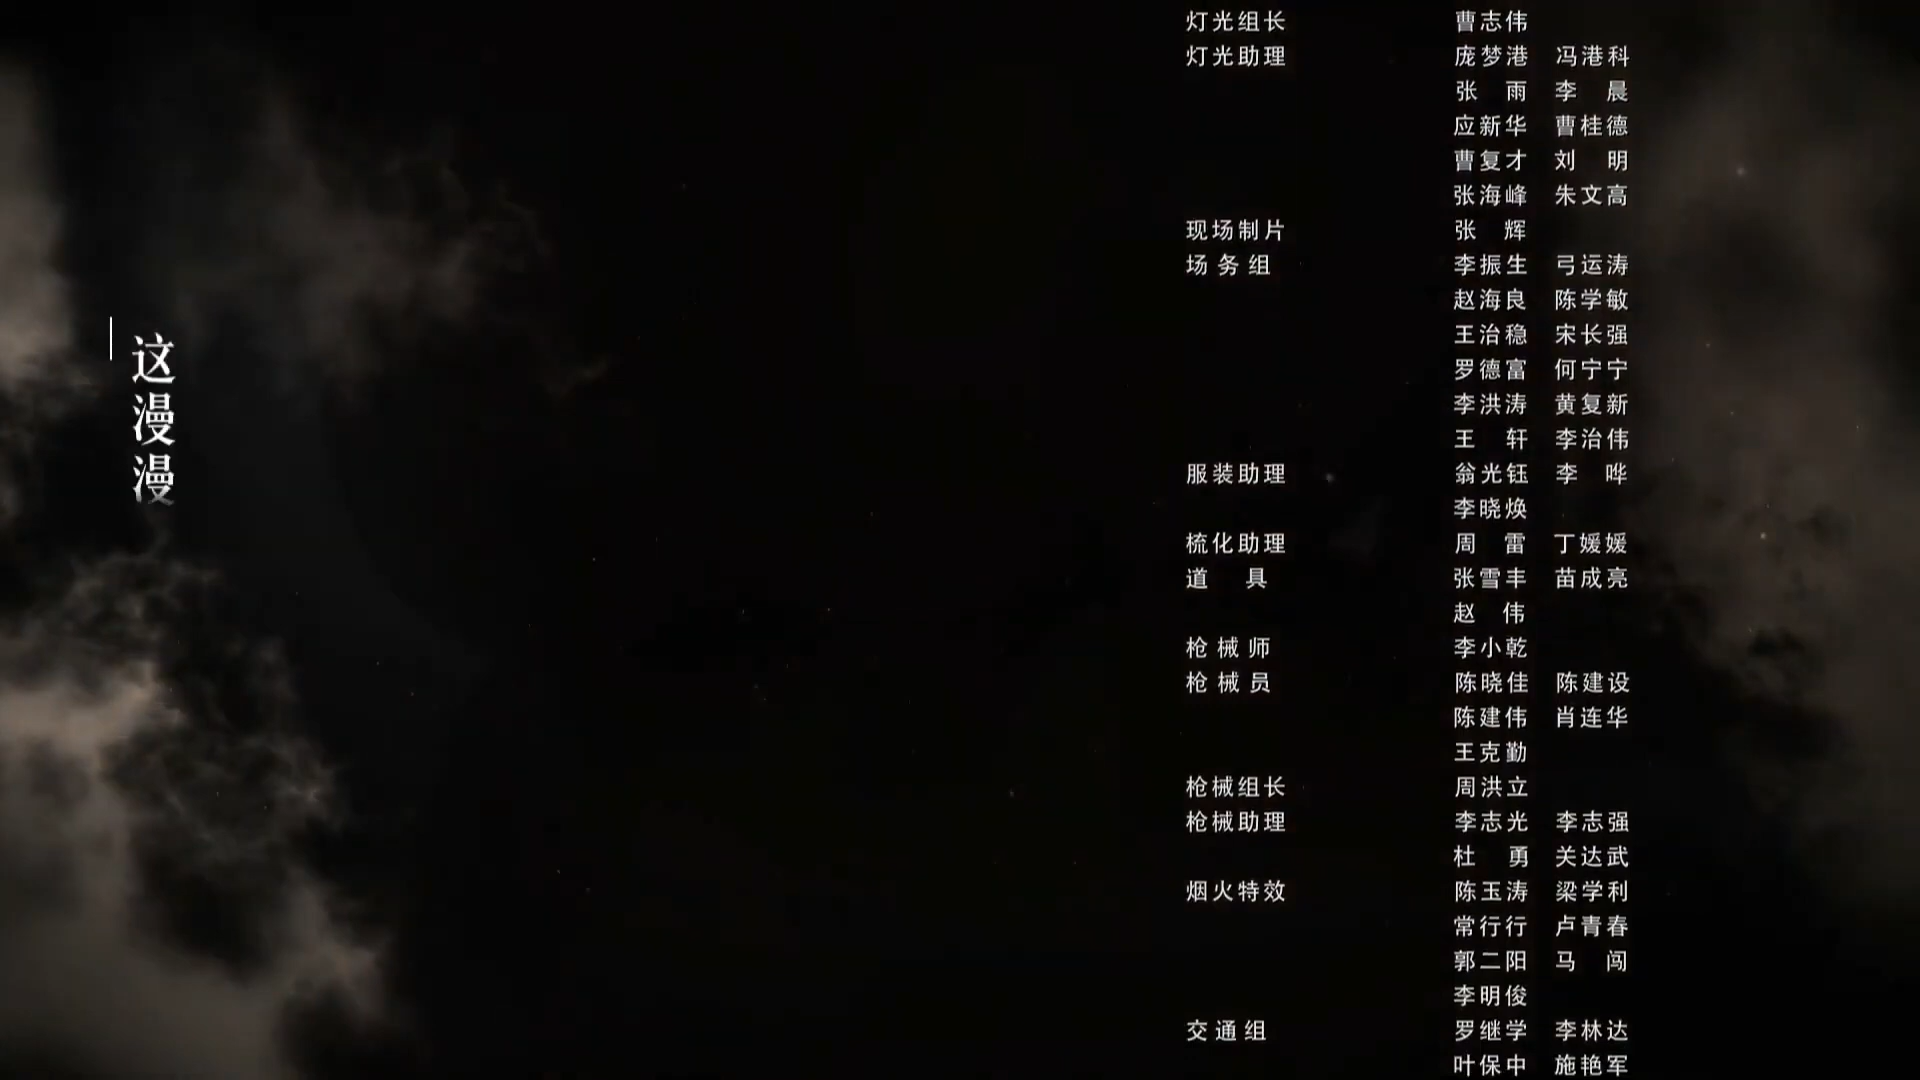 这漫漫
灯光组长 曹志伟
灯光助理 庞梦港 冯港科
张雨 李晨
应新华 曹桂德
曹复才 刘明
张海峰 朱文高
现场制片 张辉
场务组 李振生 弓运涛
赵海良 陈学敏
王治稳 宋长强
罗德富 何宁宁
李洪涛 黄复新
王轩 李治伟
服装助理 翁光钰 李哗
李晓焕
梳化助理 周雷 丁媛媛
道具 张雪丰 苗成亮
赵伟
枪械师 李小乾
枪械员 陈晓佳 陈建设
陈建伟 肖连华
王克勤
枪械组长 周洪立
枪械助理 李志光 李志强
杜勇 关达武
烟火特效 陈玉涛 梁学利
常行行 卢青春
郭二阳 马闯
李明俊
交通组 罗继学 李林达
叶保中 施艳军